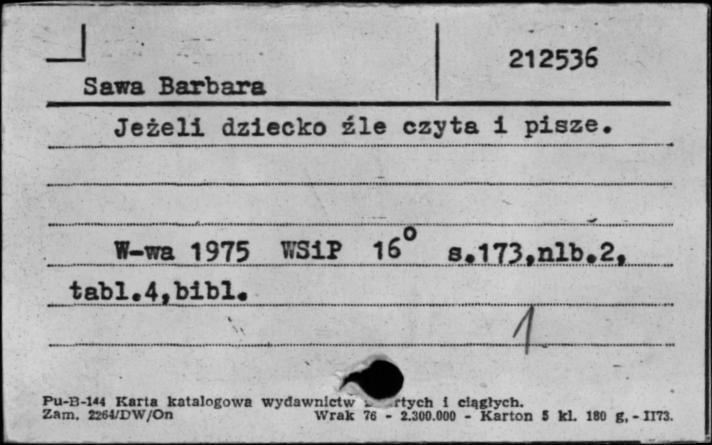 212536
Sawa Barbara
Jeżeli dziecko źle czyta i pisze.
W-wa 1975 WSiP 16° s.173,nlb.2,
tabl.4,bibl.
1
Pu-B-144 Karta katalogowa wydawnictw i ciągłych.
Zam. 2264/DW/On Wrak 76 - 2.300.000 - Karton 5 kl. 180 g, - II73.